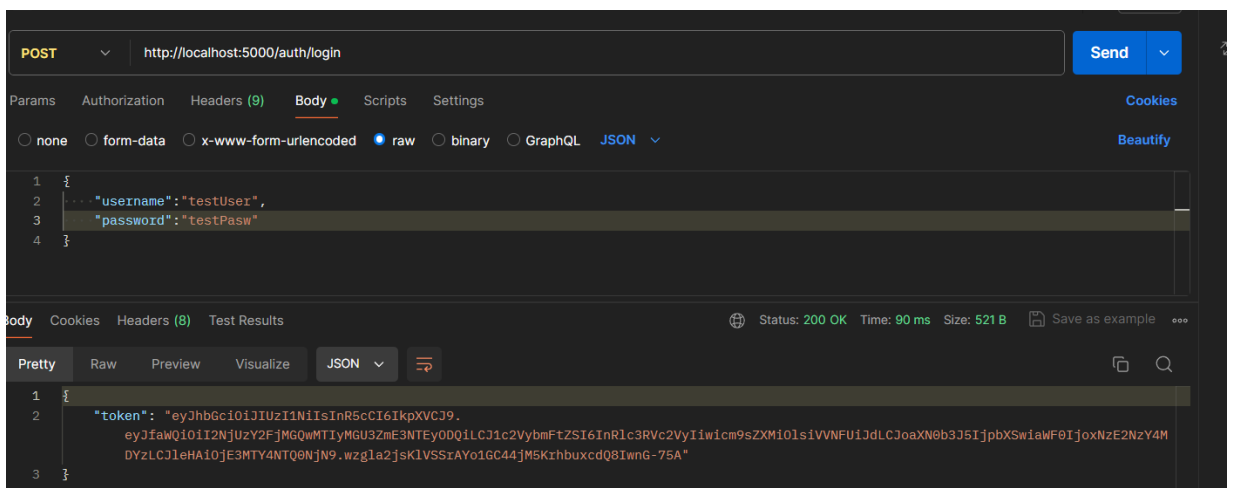 POST http://localhost:5000/auth/login Send
Params Authorization Headers (9) Body Scripts Settings Cookies
none form-data x-www-form-urlencoded raw binary GraphQL JSON Beautify
1 {
2 "username":"testUser",
3 "password":"testPasw"
4 }
Body Cookies Headers (8) Test Results Status: 200 OK Time: 90 ms Size: 521 B Save as example
Pretty Raw Preview Visualize JSON
1 {
2 "token": "eyJhbGciOiJIUzI1NiIsInR5cCI6IkpXVCJ9.
eyJfaWQiOiI2NjUzY2FjMGQwMTIyMGU3ZmE3NTEyODQiLCJ1c2VybmFtZSI6InRlc3RVc2VyIiwicm9sZXMiOlsiVVNFUiJdLCJoaXN0b3J5IjpbXSwiaWF0IjoxNzE2NzY4M
DYzLCJleHAiOjE3MTY4NTQ0NjN9.wzgla2jsKlVSSrAYo1GC44jM5KrhbuxcdQ8IwnG-75A"
3 }